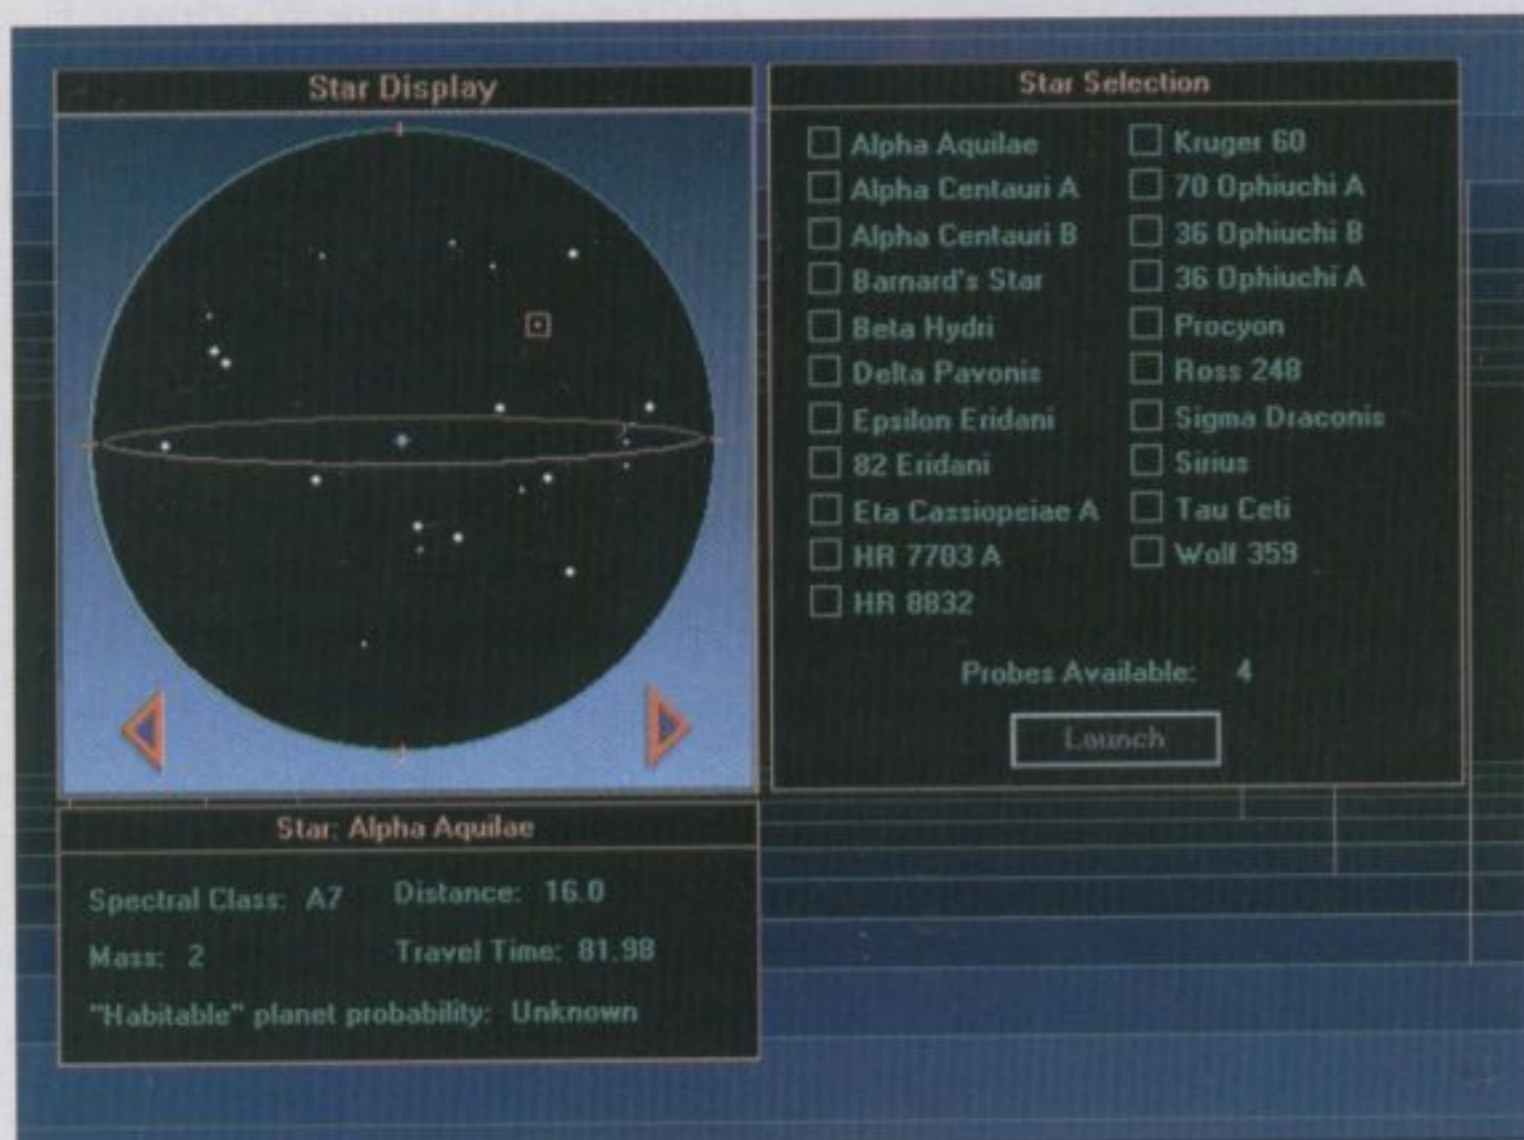 Star Display
Star Selection
Alpha Aquilae
Alpha Centauri A
Alpha Centauri B
Barnard's Star
Beta Hydri
Delta Pavonis
Epsilon Eridani
82 Eridani
Eta Cassiopeiae A
HR 7703 A
HR 8832
Kruger 60
70 Ophiuchi A
36 Ophiuchi B
36 Ophiuchi A
Procyon
Ross 248
Sigma Draconis
Sirius
Tau Ceti
Wolf 359
Probes Available: 4
Launch
Star: Alpha Aquilae
Spectral Class: A7 Distance: 16.0
Mass: 2 Travel Time: 81.98
"Habitable" planet probability: Unknown